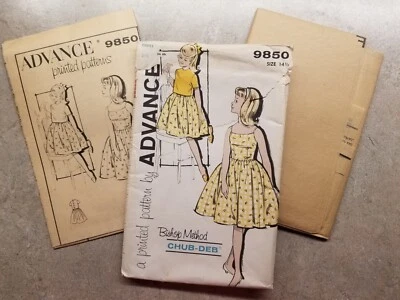 ADVANCE 9850
printed patterns
9850
SIZE 14½
a printed pattern by ADVANCE
Bishop Method
CHUB-DEB